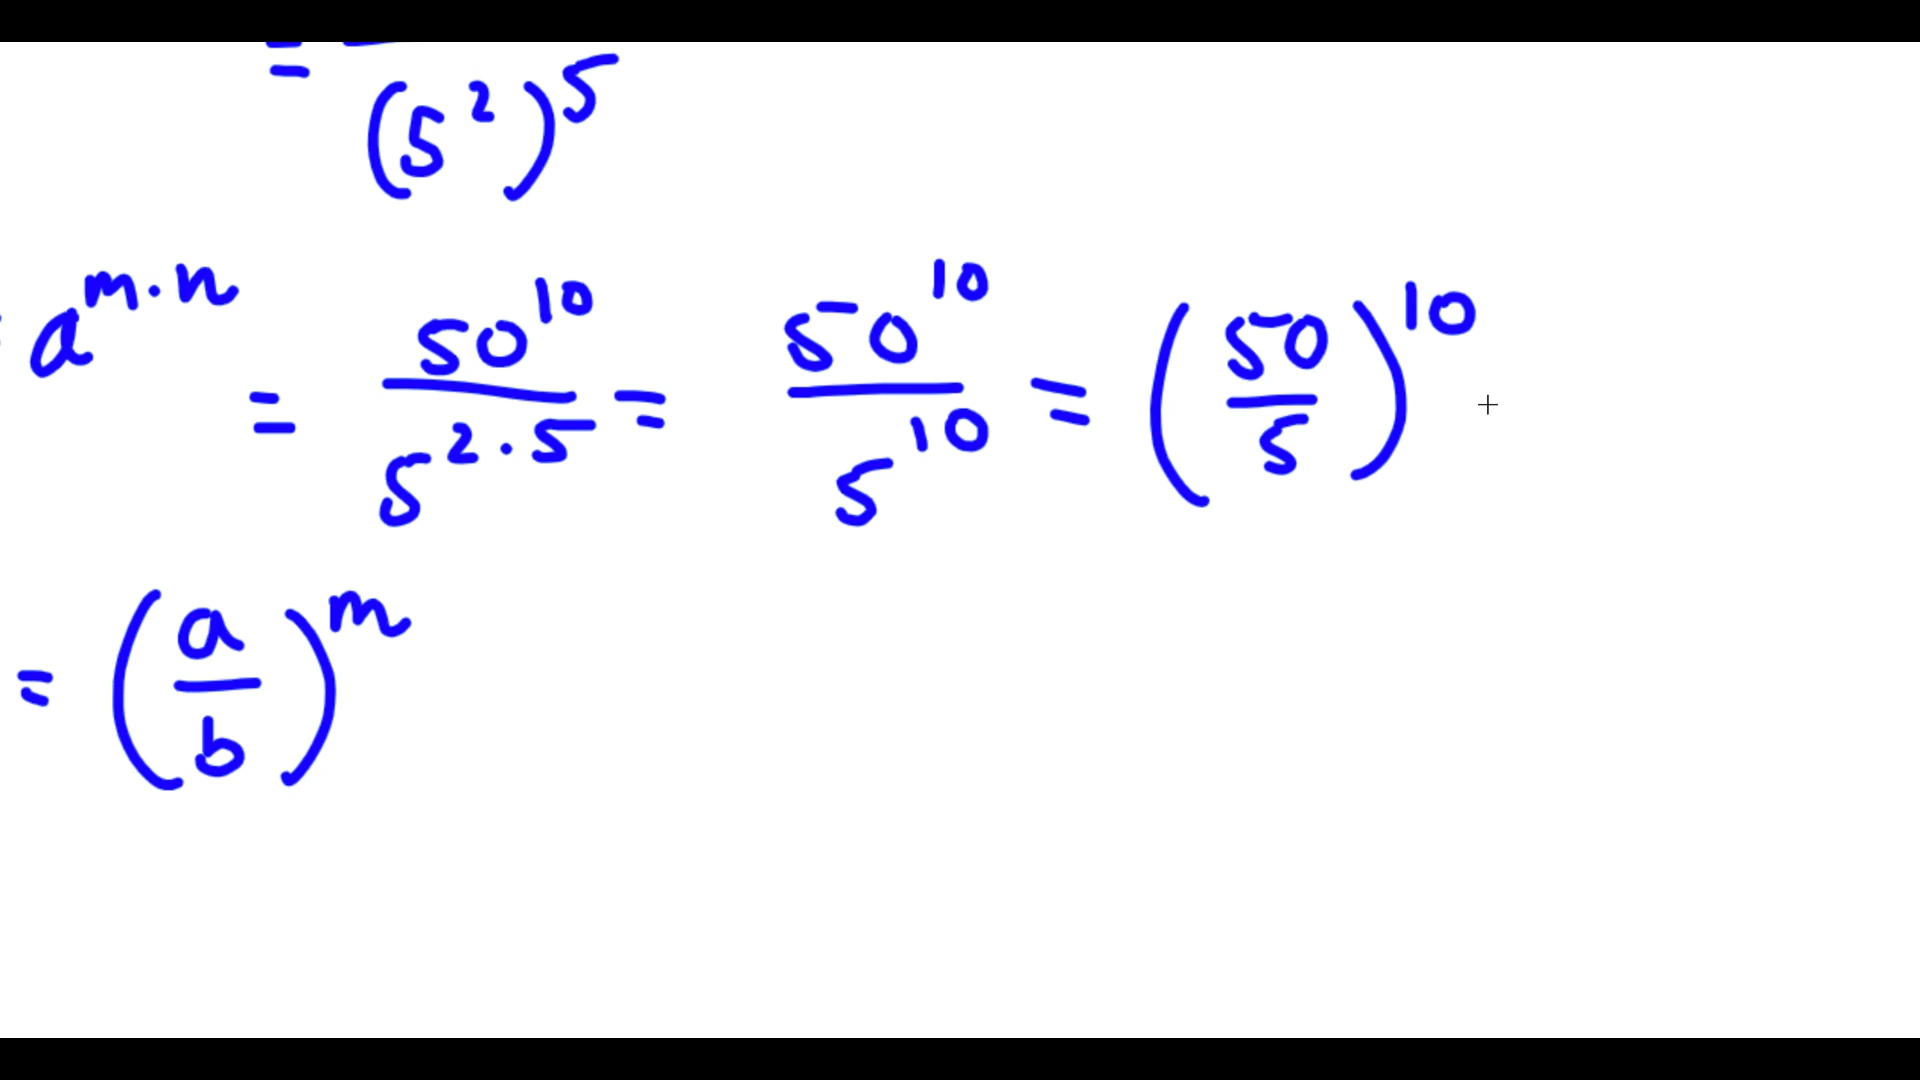 = (5²)⁵
a^{m·n} = 50¹⁰/5^{2·5} = 50¹⁰/5¹⁰ = (50/5)¹⁰
= (a/b)^m